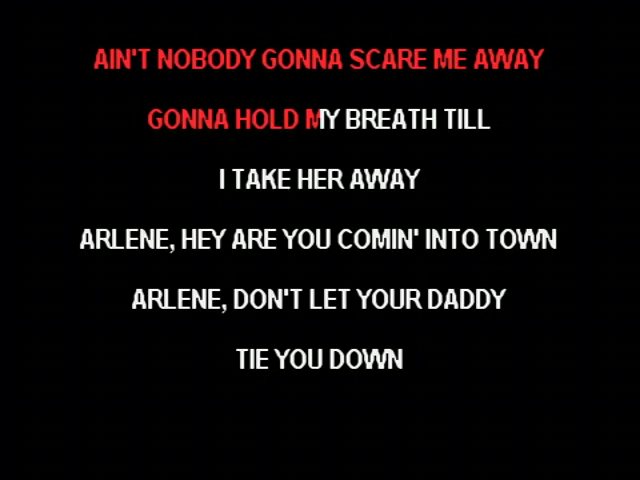 AIN'T NOBODY GONNA SCARE ME AWAY
GONNA HOLD MY BREATH TILL
I TAKE HER AWAY
ARLENE, HEY ARE YOU COMIN' INTO TOWN
ARLENE, DON'T LET YOUR DADDY
TIE YOU DOWN